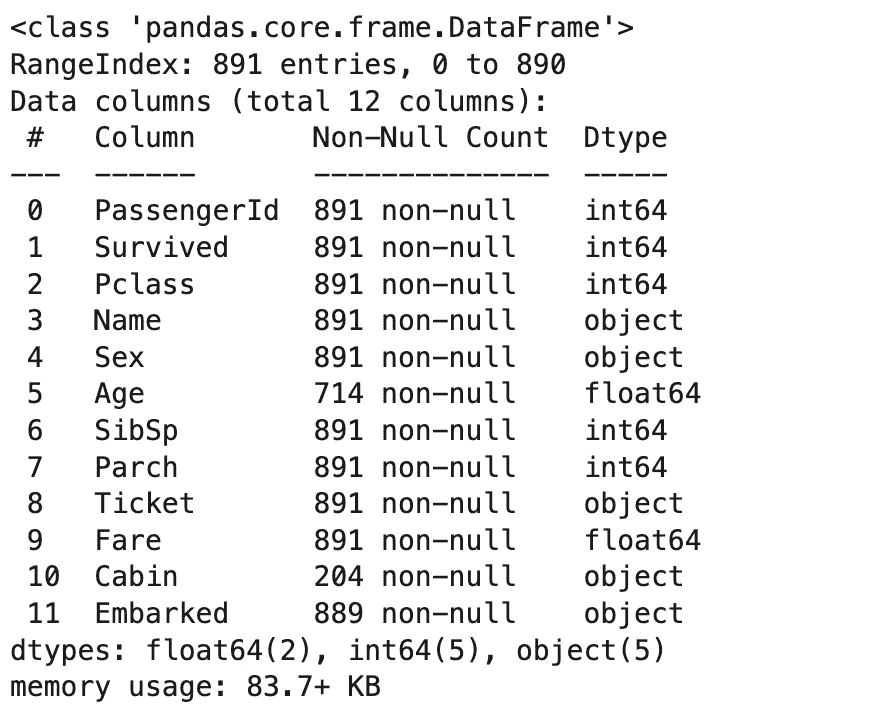 <class 'pandas.core.frame.DataFrame'>
RangeIndex: 891 entries, 0 to 890
Data columns (total 12 columns):
 #   Column       Non-Null Count  Dtype
---  ------       --------------  -----
 0   PassengerId  891 non-null    int64
 1   Survived     891 non-null    int64
 2   Pclass       891 non-null    int64
 3   Name         891 non-null    object
 4   Sex          891 non-null    object
 5   Age          714 non-null    float64
 6   SibSp        891 non-null    int64
 7   Parch        891 non-null    int64
 8   Ticket       891 non-null    object
 9   Fare         891 non-null    float64
 10  Cabin        204 non-null    object
 11  Embarked     889 non-null    object
dtypes: float64(2), int64(5), object(5)
memory usage: 83.7+ KB